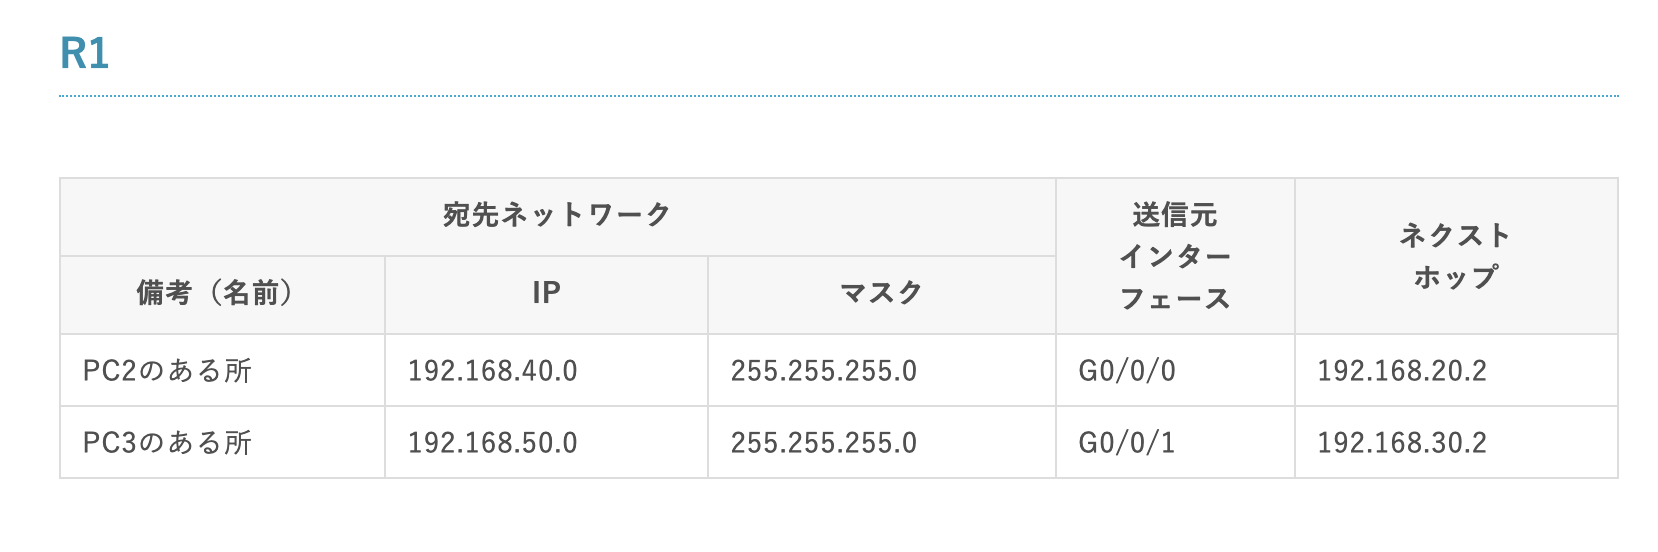 R1
宛先ネットワーク
送信元
インター
フェース
ネクスト
ホップ
備考（名前）
IP
マスク
PC2のある所
192.168.40.0
255.255.255.0
G0/0/0
192.168.20.2
PC3のある所
192.168.50.0
255.255.255.0
G0/0/1
192.168.30.2